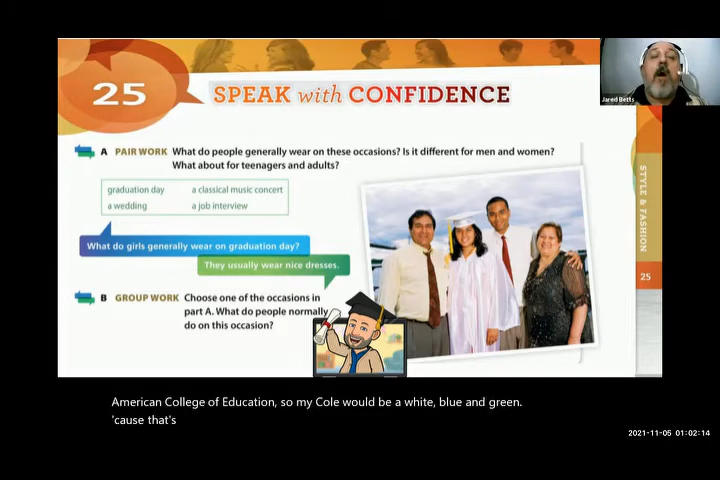 25
SPEAK with CONFIDENCE
Jared Betts
A PAIR WORK What do people generally wear on these occasions? Is it different for men and women?
What about for teenagers and adults?
graduation day a classical music concert
a wedding a job interview
What do girls generally wear on graduation day?
They usually wear nice dresses.
B GROUP WORK Choose one of the occasions in
part A. What do people normally
do on this occasion?
STYLE & FASHION
25
American College of Education, so my Cole would be a white, blue and green.
'cause that's
2021-11-05 01:02:14